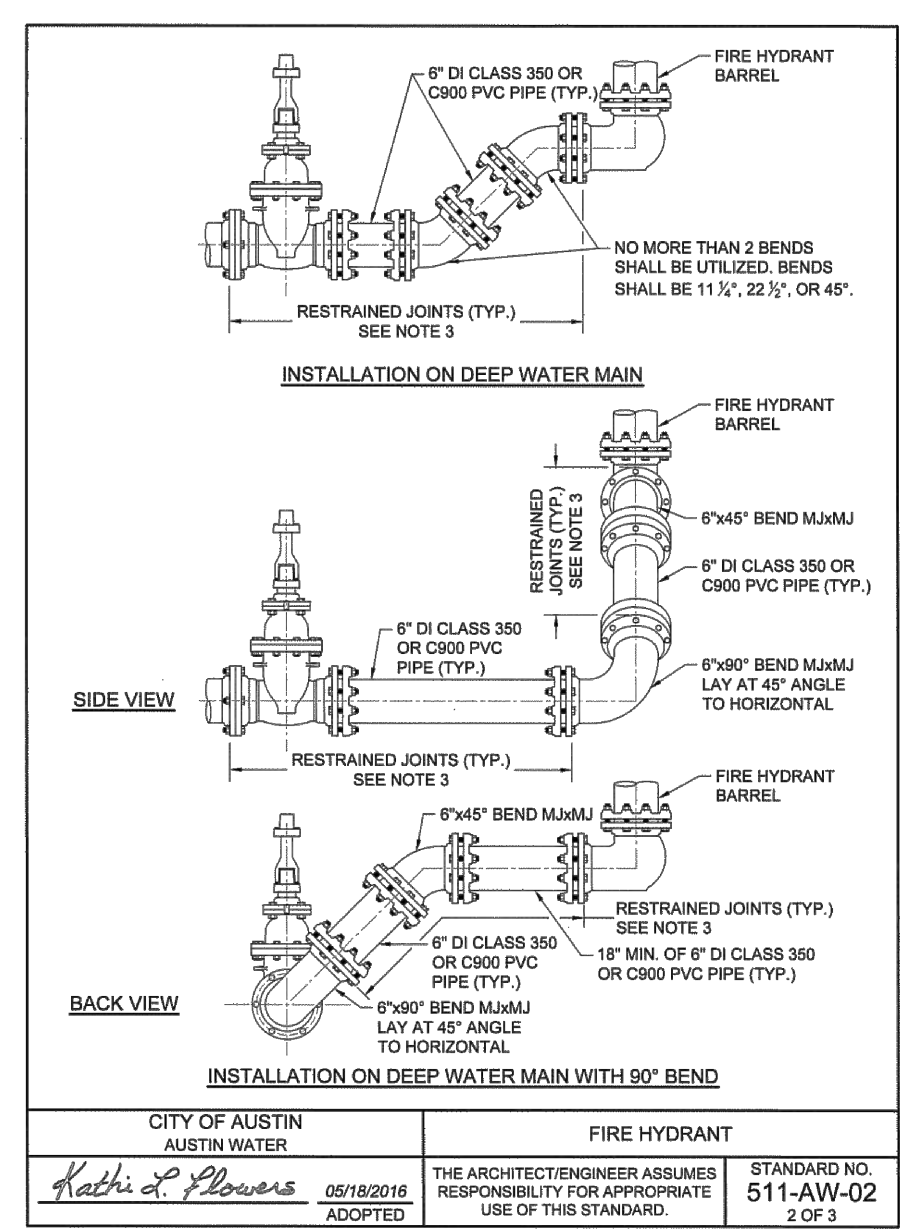 FIRE HYDRANT
BARREL
6" DI CLASS 350 OR
C900 PVC PIPE (TYP.)
NO MORE THAN 2 BENDS
SHALL BE UTILIZED. BENDS
SHALL BE 11 ¼°, 22 ½°, OR 45°.
RESTRAINED JOINTS (TYP.)
SEE NOTE 3
INSTALLATION ON DEEP WATER MAIN
FIRE HYDRANT
BARREL
RESTRAINED
JOINTS (TYP.)
SEE NOTE 3
6"x45° BEND MJxMJ
6" DI CLASS 350 OR
C900 PVC PIPE (TYP.)
6" DI CLASS 350
OR C900 PVC
PIPE (TYP.)
6"x90° BEND MJxMJ
LAY AT 45° ANGLE
TO HORIZONTAL
SIDE VIEW
RESTRAINED JOINTS (TYP.)
SEE NOTE 3
FIRE HYDRANT
BARREL
6"x45° BEND MJxMJ
RESTRAINED JOINTS (TYP.)
SEE NOTE 3
6" DI CLASS 350
OR C900 PVC
PIPE (TYP.)
18" MIN. OF 6" DI CLASS 350
OR C900 PVC PIPE (TYP.)
BACK VIEW
6"x90° BEND MJxMJ
LAY AT 45° ANGLE
TO HORIZONTAL
INSTALLATION ON DEEP WATER MAIN WITH 90° BEND
CITY OF AUSTIN
AUSTIN WATER
FIRE HYDRANT
Kathi L. Flowers
05/18/2016
ADOPTED
THE ARCHITECT/ENGINEER ASSUMES
RESPONSIBILITY FOR APPROPRIATE
USE OF THIS STANDARD.
STANDARD NO.
511-AW-02
2 OF 3